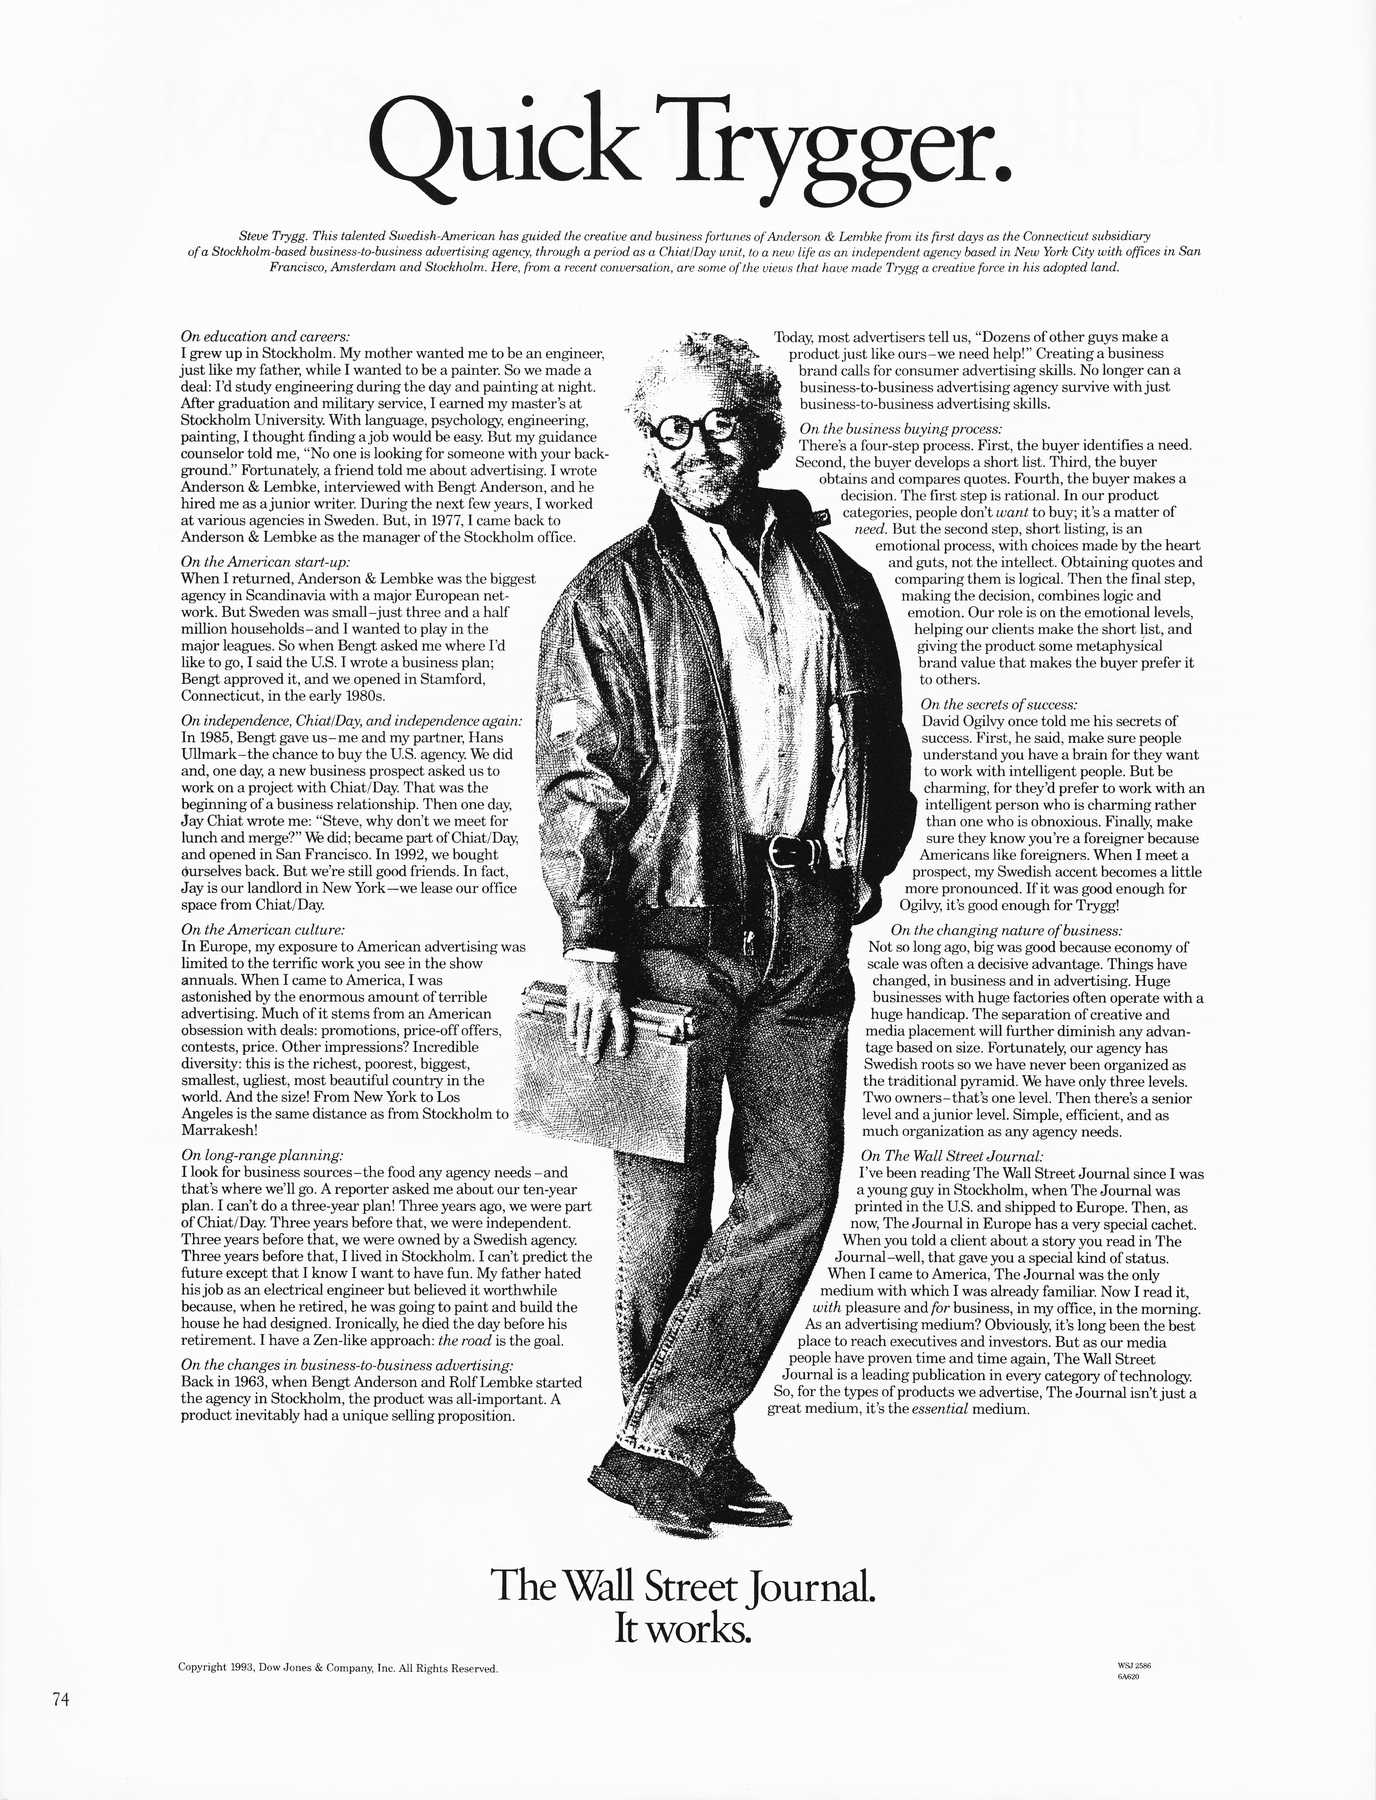 Quick Trygger.
Steve Trygg. This talented Swedish-American has guided the creative and business fortunes of Anderson & Lembke from its first days as the Connecticut subsidiary
of a Stockholm-based business-to-business advertising agency, through a period as a Chiat/Day unit, to a new life as an independent agency based in New York City with offices in San
Francisco, Amsterdam and Stockholm. Here, from a recent conversation, are some of the views that have made Trygg a creative force in his adopted land.
On education and careers:
I grew up in Stockholm. My mother wanted me to be an engineer,
just like my father, while I wanted to be a painter. So we made a
deal: I'd study engineering during the day and painting at night.
After graduation and military service, I earned my master's at
Stockholm University. With language, psychology, engineering,
painting, I thought finding a job would be easy. But my guidance
counselor told me, “No one is looking for someone with your back-
ground.” Fortunately, a friend told me about advertising. I wrote
Anderson & Lembke, interviewed with Bengt Anderson, and he
hired me as a junior writer. During the next few years, I worked
at various agencies in Sweden. But, in 1977, I came back to
Anderson & Lembke as the manager of the Stockholm office.
On the American start-up:
When I returned, Anderson & Lembke was the biggest
agency in Scandinavia with a major European net-
work. But Sweden was small–just three and a half
million households–and I wanted to play in the
major leagues. So when Bengt asked me where I'd
like to go, I said the U.S. I wrote a business plan;
Bengt approved it, and we opened in Stamford,
Connecticut, in the early 1980s.
On independence, Chiat/Day, and independence again:
In 1985, Bengt gave us–me and my partner, Hans
Ullmark–the chance to buy the U.S. agency. We did
and, one day, a new business prospect asked us to
work on a project with Chiat/Day. That was the
beginning of a business relationship. Then one day,
Jay Chiat wrote me: “Steve, why don't we meet for
lunch and merge?” We did; became part of Chiat/Day,
and opened in San Francisco. In 1992, we bought
ourselves back. But we're still good friends. In fact,
Jay is our landlord in New York—we lease our office
space from Chiat/Day.
On the American culture:
In Europe, my exposure to American advertising was
limited to the terrific work you see in the show
annuals. When I came to America, I was
astonished by the enormous amount of terrible
advertising. Much of it stems from an American
obsession with deals: promotions, price-off offers,
contests, price. Other impressions? Incredible
diversity: this is the richest, poorest, biggest,
smallest, ugliest, most beautiful country in the
world. And the size! From New York to Los
Angeles is the same distance as from Stockholm to
Marrakesh!
On long-range planning:
I look for business sources–the food any agency needs–and
that's where we'll go. A reporter asked me about our ten-year
plan. I can't do a three-year plan! Three years ago, we were part
of Chiat/Day. Three years before that, we were independent.
Three years before that, we were owned by a Swedish agency.
Three years before that, I lived in Stockholm. I can't predict the
future except that I know I want to have fun. My father hated
his job as an electrical engineer but believed it worthwhile
because, when he retired, he was going to paint and build the
house he had designed. Ironically, he died the day before his
retirement. I have a Zen-like approach: the road is the goal.
On the changes in business-to-business advertising:
Back in 1963, when Bengt Anderson and Rolf Lembke started
the agency in Stockholm, the product was all-important. A
product inevitably had a unique selling proposition.
Today, most advertisers tell us, “Dozens of other guys make a
product just like ours–we need help!” Creating a business
brand calls for consumer advertising skills. No longer can a
business-to-business advertising agency survive with just
business-to-business advertising skills.
On the business buying process:
There's a four-step process. First, the buyer identifies a need.
Second, the buyer develops a short list. Third, the buyer
obtains and compares quotes. Fourth, the buyer makes a
decision. The first step is rational. In our product
categories, people don't want to buy; it's a matter of
need. But the second step, short listing, is an
emotional process, with choices made by the heart
and guts, not the intellect. Obtaining quotes and
comparing them is logical. Then the final step,
making the decision, combines logic and
emotion. Our role is on the emotional levels,
helping our clients make the short list, and
giving the product some metaphysical
brand value that makes the buyer prefer it
to others.
On the secrets of success:
David Ogilvy once told me his secrets of
success. First, he said, make sure people
understand you have a brain for they want
to work with intelligent people. But be
charming, for they'd prefer to work with an
intelligent person who is charming rather
than one who is obnoxious. Finally, make
sure they know you're a foreigner because
Americans like foreigners. When I meet a
prospect, my Swedish accent becomes a little
more pronounced. If it was good enough for
Ogilvy, it's good enough for Trygg!
On the changing nature of business:
Not so long ago, big was good because economy of
scale was often a decisive advantage. Things have
changed, in business and in advertising. Huge
businesses with huge factories often operate with a
huge handicap. The separation of creative and
media placement will further diminish any advan-
tage based on size. Fortunately, our agency has
Swedish roots so we have never been organized as
the traditional pyramid. We have only three levels.
Two owners–that's one level. Then there's a senior
level and a junior level. Simple, efficient, and as
much organization as any agency needs.
On The Wall Street Journal:
I've been reading The Wall Street Journal since I was
a young guy in Stockholm, when The Journal was
printed in the U.S. and shipped to Europe. Then, as
now, The Journal in Europe has a very special cachet.
When you told a client about a story you read in The
Journal–well, that gave you a special kind of status.
When I came to America, The Journal was the only
medium with which I was already familiar. Now I read it,
with pleasure and for business, in my office, in the morning.
As an advertising medium? Obviously, it's long been the best
place to reach executives and investors. But as our media
people have proven time and time again, The Wall Street
Journal is a leading publication in every category of technology.
So, for the types of products we advertise, The Journal isn't just a
great medium, it's the essential medium.
The Wall Street Journal.
It works.
Copyright 1993, Dow Jones & Company, Inc. All Rights Reserved.
WSJ 2586
6A620
74